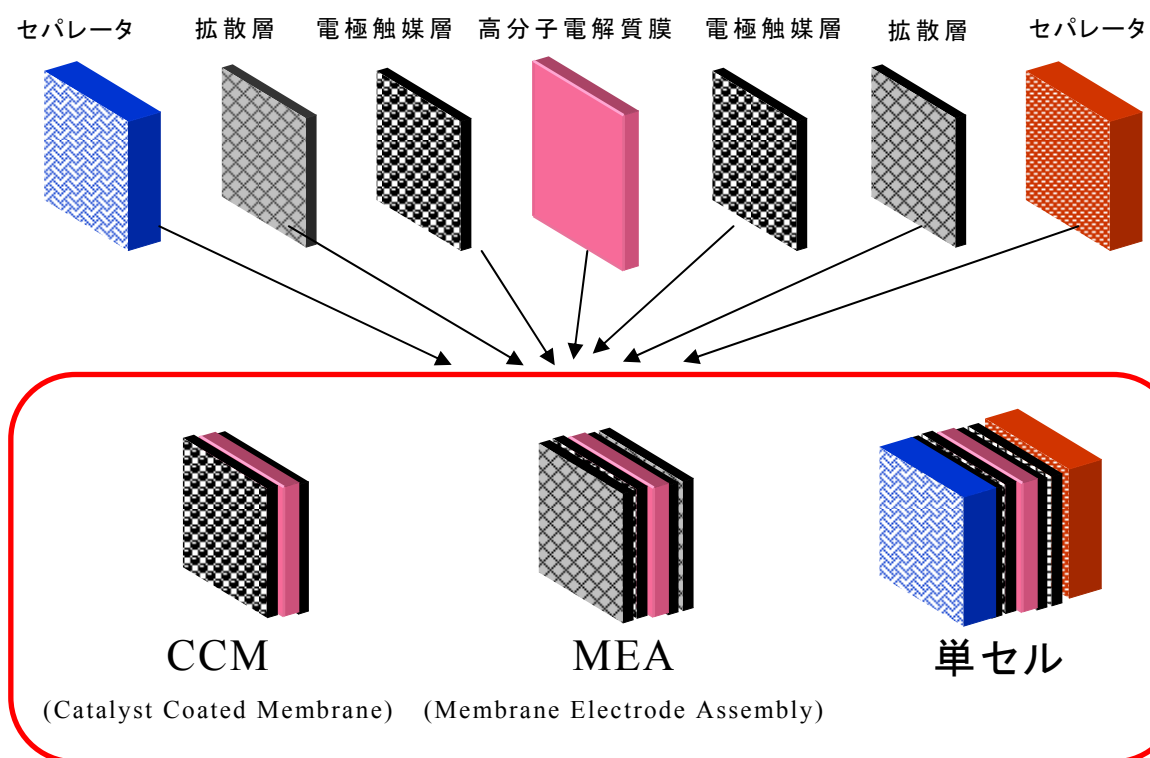 セパレータ 拡散層 電極触媒層 高分子電解質膜 電極触媒層 拡散層 セパレータ
CCM MEA 単セル
(Catalyst Coated Membrane) (Membrane Electrode Assembly)